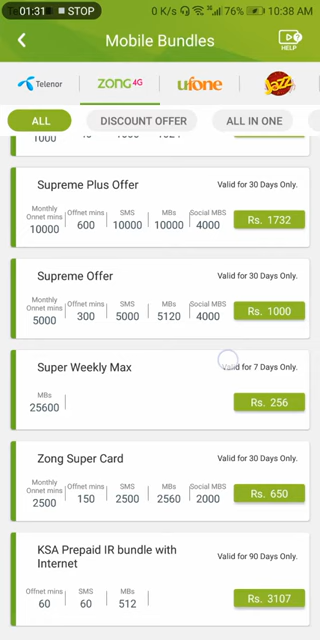 01:31 STOP 0 K/s 76% 10:38 AM
Mobile Bundles
HELP
Telenor ZONG 4G ufone Jazz
ALL DISCOUNT OFFER ALL IN ONE
1000
Supreme Plus Offer Valid for 30 Days Only.
Monthly Onnet mins Offnet mins SMS MBs Social MBS
10000 600 10000 10000 4000 Rs. 1732
Supreme Offer Valid for 30 Days Only.
Monthly Onnet mins Offnet mins SMS MBs Social MBS
5000 300 5000 5120 4000 Rs. 1000
Super Weekly Max Valid for 7 Days Only.
MBs
25600 Rs. 256
Zong Super Card Valid for 30 Days Only.
Monthly Onnet mins Offnet mins SMS MBs Social MBS
2500 150 2500 2560 2000 Rs. 650
KSA Prepaid IR bundle with
Internet Valid for 90 Days Only.
Offnet mins SMS MBs
60 60 512 Rs. 3107